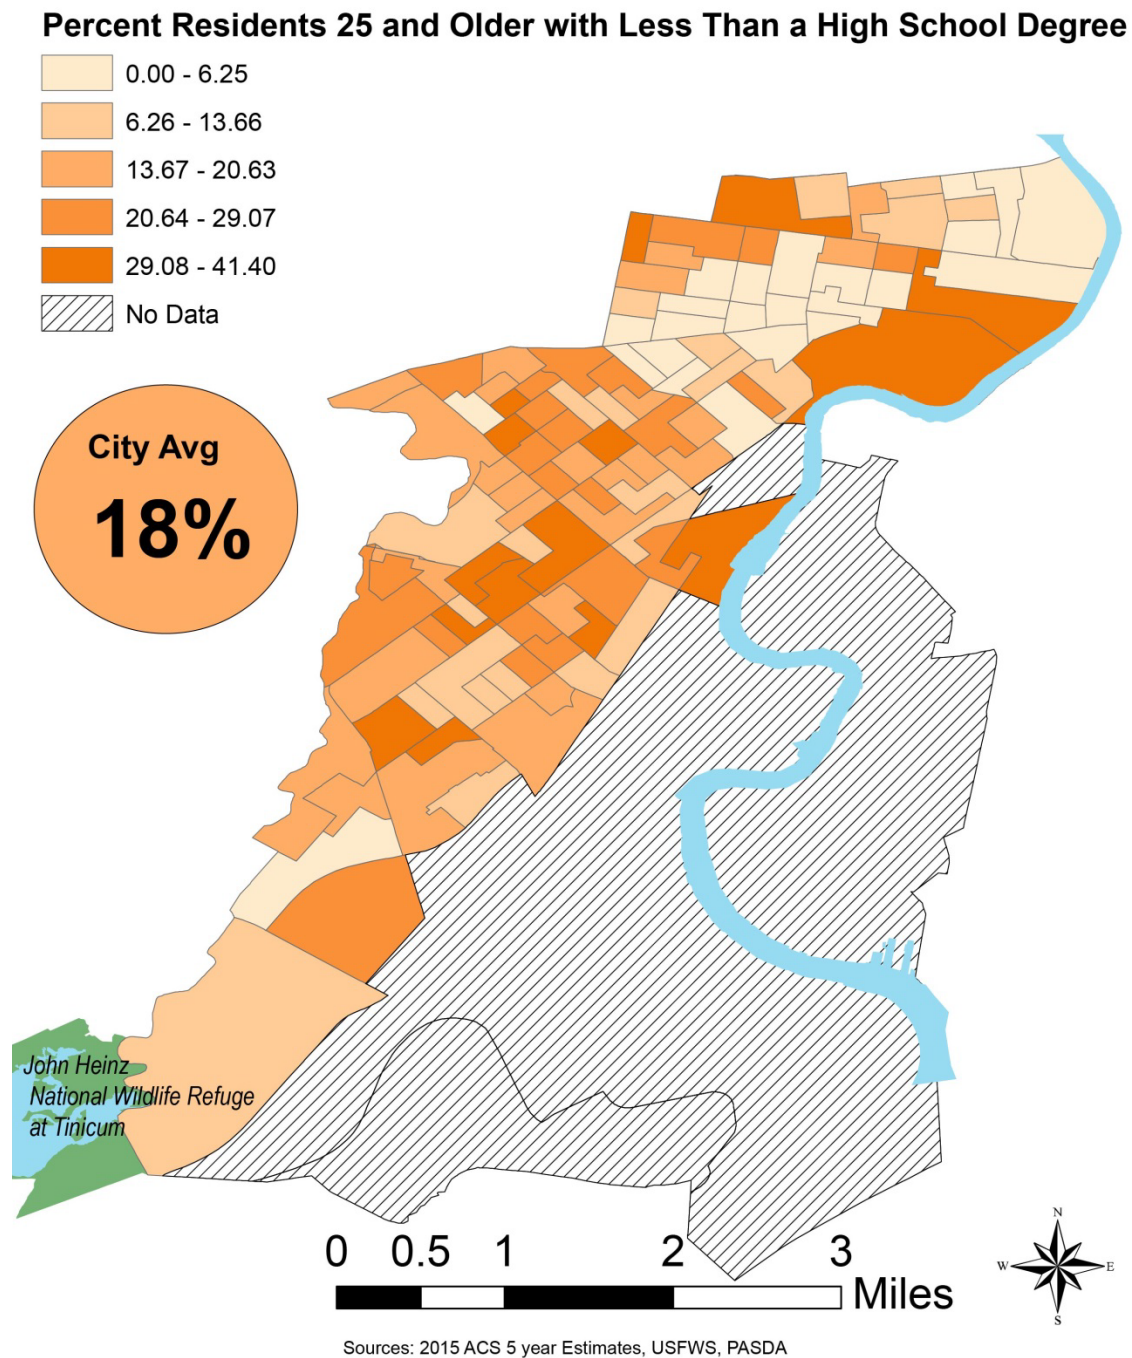 Percent Residents 25 and Older with Less Than a High School Degree
0.00 - 6.25
6.26 - 13.66
13.67 - 20.63
20.64 - 29.07
29.08 - 41.40
No Data
City Avg
18%
John Heinz
National Wildlife Refuge
at Tinicum
0 0.5 1 2 3
Miles
N
W E
S
Sources: 2015 ACS 5 year Estimates, USFWS, PASDA